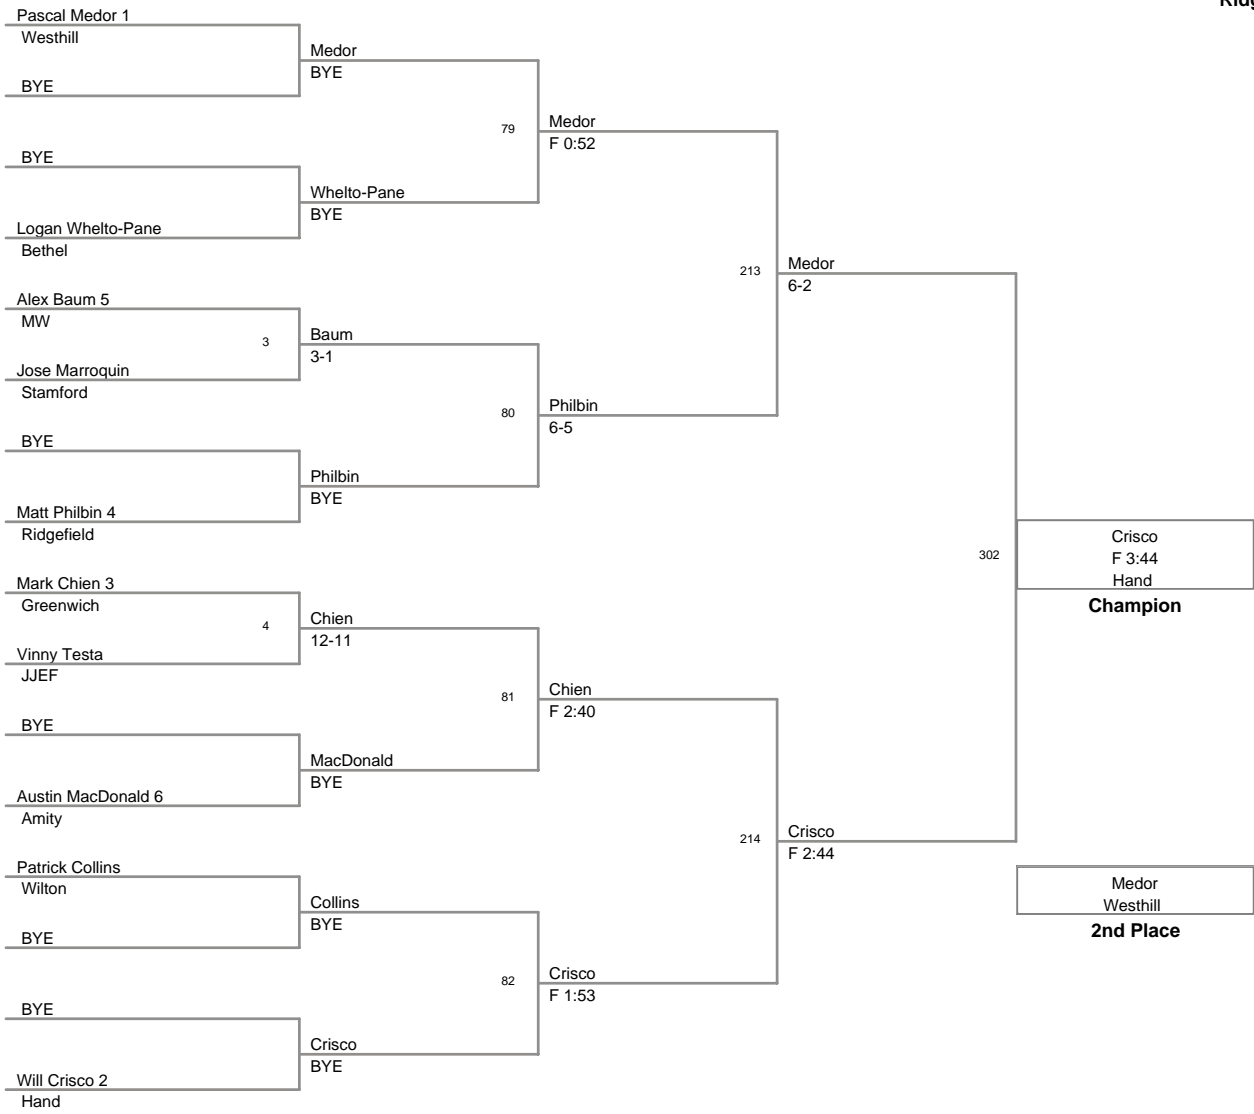 Pascal Medor 1
Westhill
BYE
BYE
Logan Whelto-Pane
Bethel
Alex Baum 5
MW
3
Jose Marroquin
Stamford
BYE
Matt Philbin 4
Ridgefield
Mark Chien 3
Greenwich
4
Vinny Testa
JJEF
BYE
Austin MacDonald 6
Amity
Patrick Collins
Wilton
BYE
BYE
Will Crisco 2
Hand
Medor
BYE
79
Whelto-Pane
BYE
Baum
3-1
80
Philbin
BYE
Chien
12-11
81
MacDonald
BYE
Collins
BYE
82
Crisco
BYE
Medor
F 0:52
213
Philbin
6-5
Chien
F 2:40
214
Crisco
F 1:53
Medor
6-2
302
Crisco
F 2:44
Crisco
F 3:44
Hand
Champion
Medor
Westhill
2nd Place